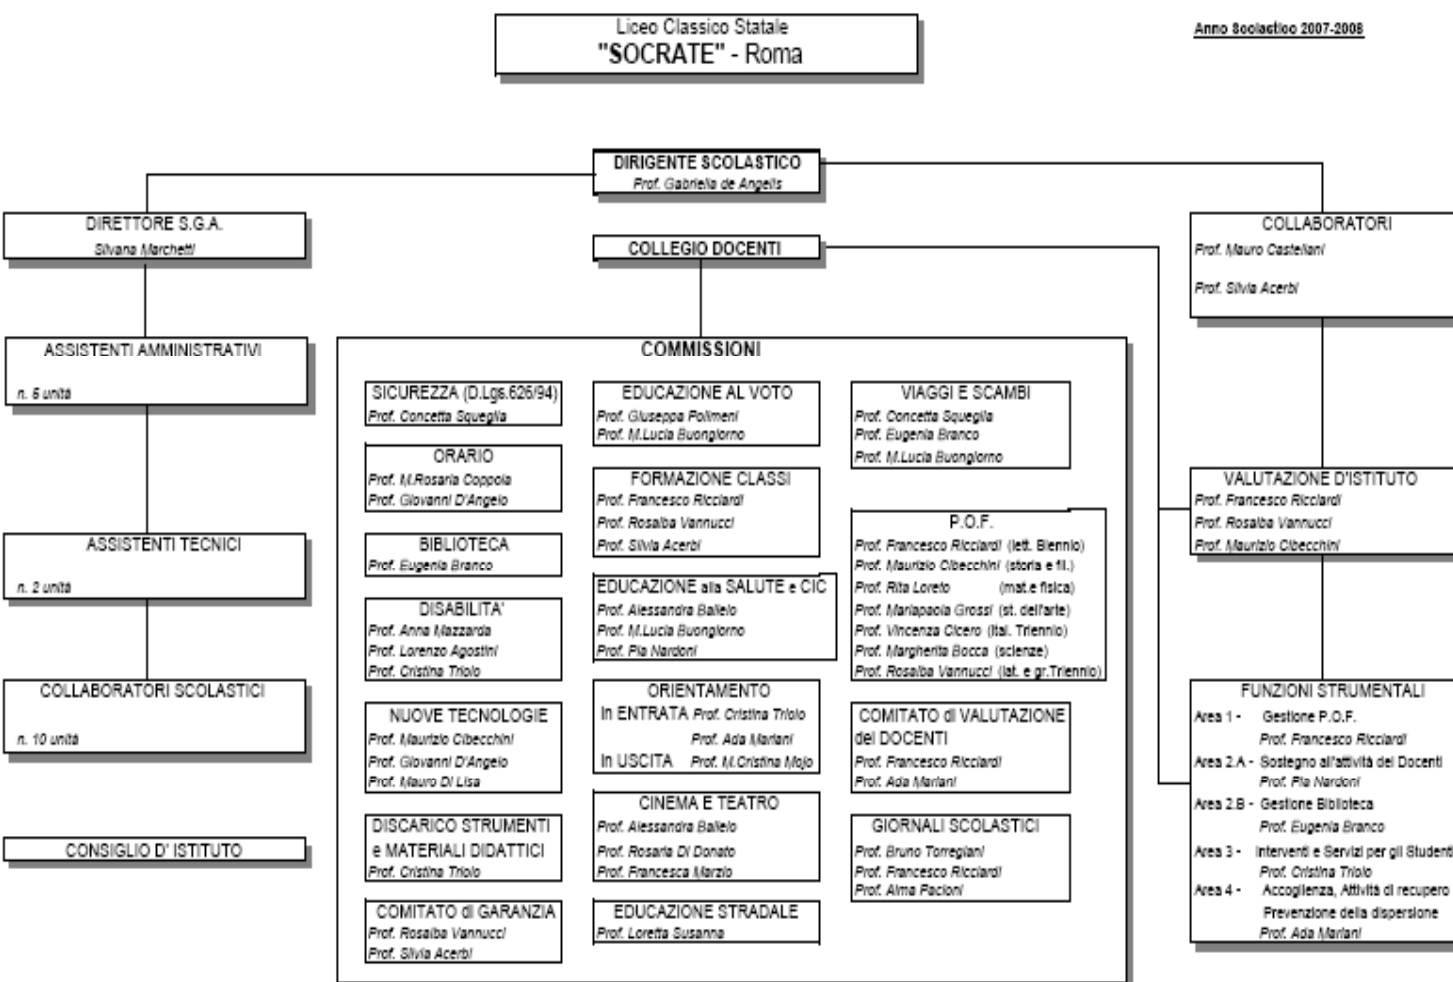 Liceo Classico Statale
"SOCRATE" - Roma
Anno Scolastico 2007-2008
DIRIGENTE SCOLASTICO
Prof. Gabriella de Angelis
DIRETTORE S.G.A.
Silvana Marchetti
COLLEGIO DOCENTI
COLLABORATORI
Prof. Mauro Castellani
Prof. Silvia Acerbi
ASSISTENTI AMMINISTRATIVI
n. 6 unità
ASSISTENTI TECNICI
n. 2 unità
COLLABORATORI SCOLASTICI
n. 10 unità
CONSIGLIO D' ISTITUTO
COMMISSIONI
SICUREZZA (D.Lgs.626/94)
Prof. Concetta Squeglia
ORARIO
Prof. M.Rosaria Coppola
Prof. Giovanni D'Angelo
BIBLIOTECA
Prof. Eugenia Branco
DISABILITA'
Prof. Anna Mazzarda
Prof. Lorenzo Agostini
Prof. Cristina Triolo
NUOVE TECNOLOGIE
Prof. Maurizio Cibecchini
Prof. Giovanni D'Angelo
Prof. Mauro Di Lisa
DISCARICO STRUMENTI
e MATERIALI DIDATTICI
Prof. Cristina Triolo
COMITATO di GARANZIA
Prof. Rosalba Vannucci
Prof. Silvia Acerbi
EDUCAZIONE AL VOTO
Prof. Giuseppa Polimeni
Prof. M.Lucia Buongiorno
FORMAZIONE CLASSI
Prof. Francesco Ricciardi
Prof. Rosalba Vannucci
Prof. Silvia Acerbi
EDUCAZIONE alla SALUTE e CIC
Prof. Alessandra Ballelo
Prof. M.Lucia Buongiorno
Prof. Pia Nardoni
ORIENTAMENTO
In ENTRATA Prof. Cristina Triolo
Prof. Ada Mariani
In USCITA Prof. M.Cristina Mojo
CINEMA E TEATRO
Prof. Alessandra Ballelo
Prof. Rosaria Di Donato
Prof. Francesca Marzio
EDUCAZIONE STRADALE
Prof. Loretta Susanna
VIAGGI E SCAMBI
Prof. Concetta Squeglia
Prof. Eugenia Branco
Prof. M.Lucia Buongiorno
P.O.F.
Prof. Francesco Ricciardi (lett. Biennio)
Prof. Maurizio Cibecchini (storia e fil.)
Prof. Rita Loreto (mat.e fisica)
Prof. Mariapaola Grossi (st. dell'arte)
Prof. Vincenza Cicero (Ital. Triennio)
Prof. Margherita Bocca (scienze)
Prof. Rosalba Vannucci (lat. e gr.Triennio)
COMITATO di VALUTAZIONE
dei DOCENTI
Prof. Francesco Ricciardi
Prof. Ada Mariani
GIORNALI SCOLASTICI
Prof. Bruno Torregiani
Prof. Francesco Ricciardi
Prof. Alma Pacioni
VALUTAZIONE D'ISTITUTO
Prof. Francesco Ricciardi
Prof. Rosalba Vannucci
Prof. Maurizio Cibecchini
FUNZIONI STRUMENTALI
Area 1 - Gestione P.O.F.
Prof. Francesco Ricciardi
Area 2.A - Sostegno all'attività dei Docenti
Prof. Pia Nardoni
Area 2.B - Gestione Biblioteca
Prof. Eugenia Branco
Area 3 - Interventi e Servizi per gli Studenti
Prof. Cristina Triolo
Area 4 - Accoglienza, Attività di recupero
Prevenzione della dispersione
Prof. Ada Mariani